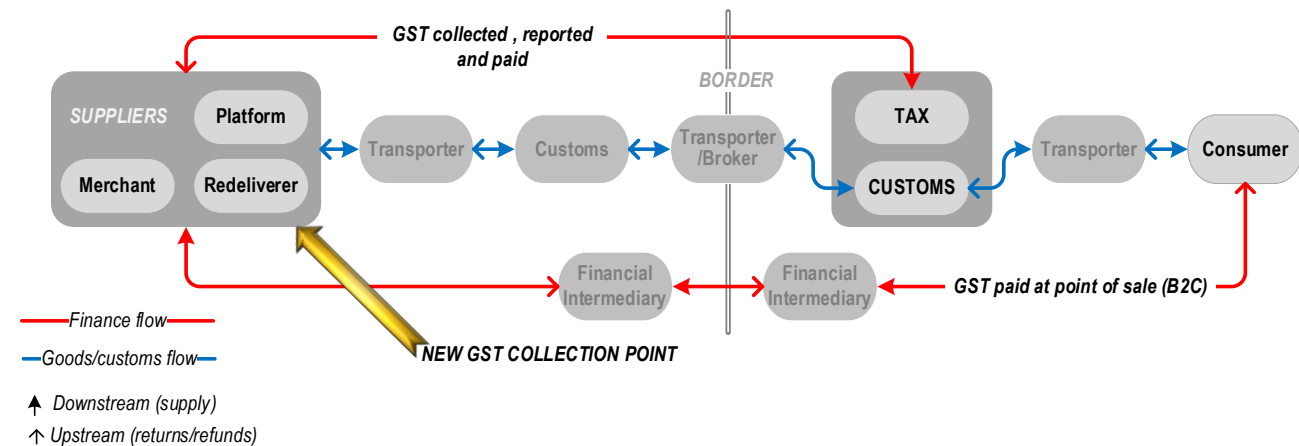 GST collected , reported
and paid
BORDER
SUPPLIERS
Platform
Merchant
Redeliverer
Transporter
Customs
Transporter
/Broker
TAX
CUSTOMS
Transporter
Consumer
Financial
Intermediary
Financial
Intermediary
GST paid at point of sale (B2C)
Finance flow
Goods/customs flow
NEW GST COLLECTION POINT
Downstream (supply)
Upstream (returns/refunds)